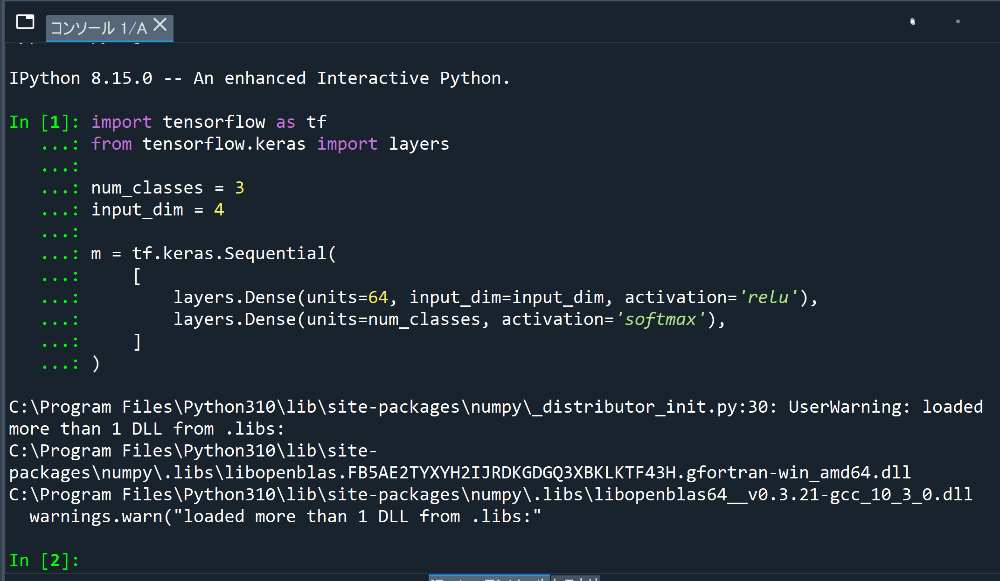 コンソール 1/A
IPython 8.15.0 -- An enhanced Interactive Python.
In [1]: import tensorflow as tf
   ...: from tensorflow.keras import layers
   ...:
   ...: num_classes = 3
   ...: input_dim = 4
   ...:
   ...: m = tf.keras.Sequential(
   ...:     [
   ...:         layers.Dense(units=64, input_dim=input_dim, activation='relu'),
   ...:         layers.Dense(units=num_classes, activation='softmax'),
   ...:     ]
   ...: )
C:\Program Files\Python310\lib\site-packages\numpy\_distributor_init.py:30: UserWarning: loaded
more than 1 DLL from .libs:
C:\Program Files\Python310\lib\site-
packages\numpy\.libs\libopenblas.FB5AE2TYXYH2IJRDKGDGQ3XBKLKTF43H.gfortran-win_amd64.dll
C:\Program Files\Python310\lib\site-packages\numpy\.libs\libopenblas64__v0.3.21-gcc_10_3_0.dll
  warnings.warn("loaded more than 1 DLL from .libs:"
In [2]: